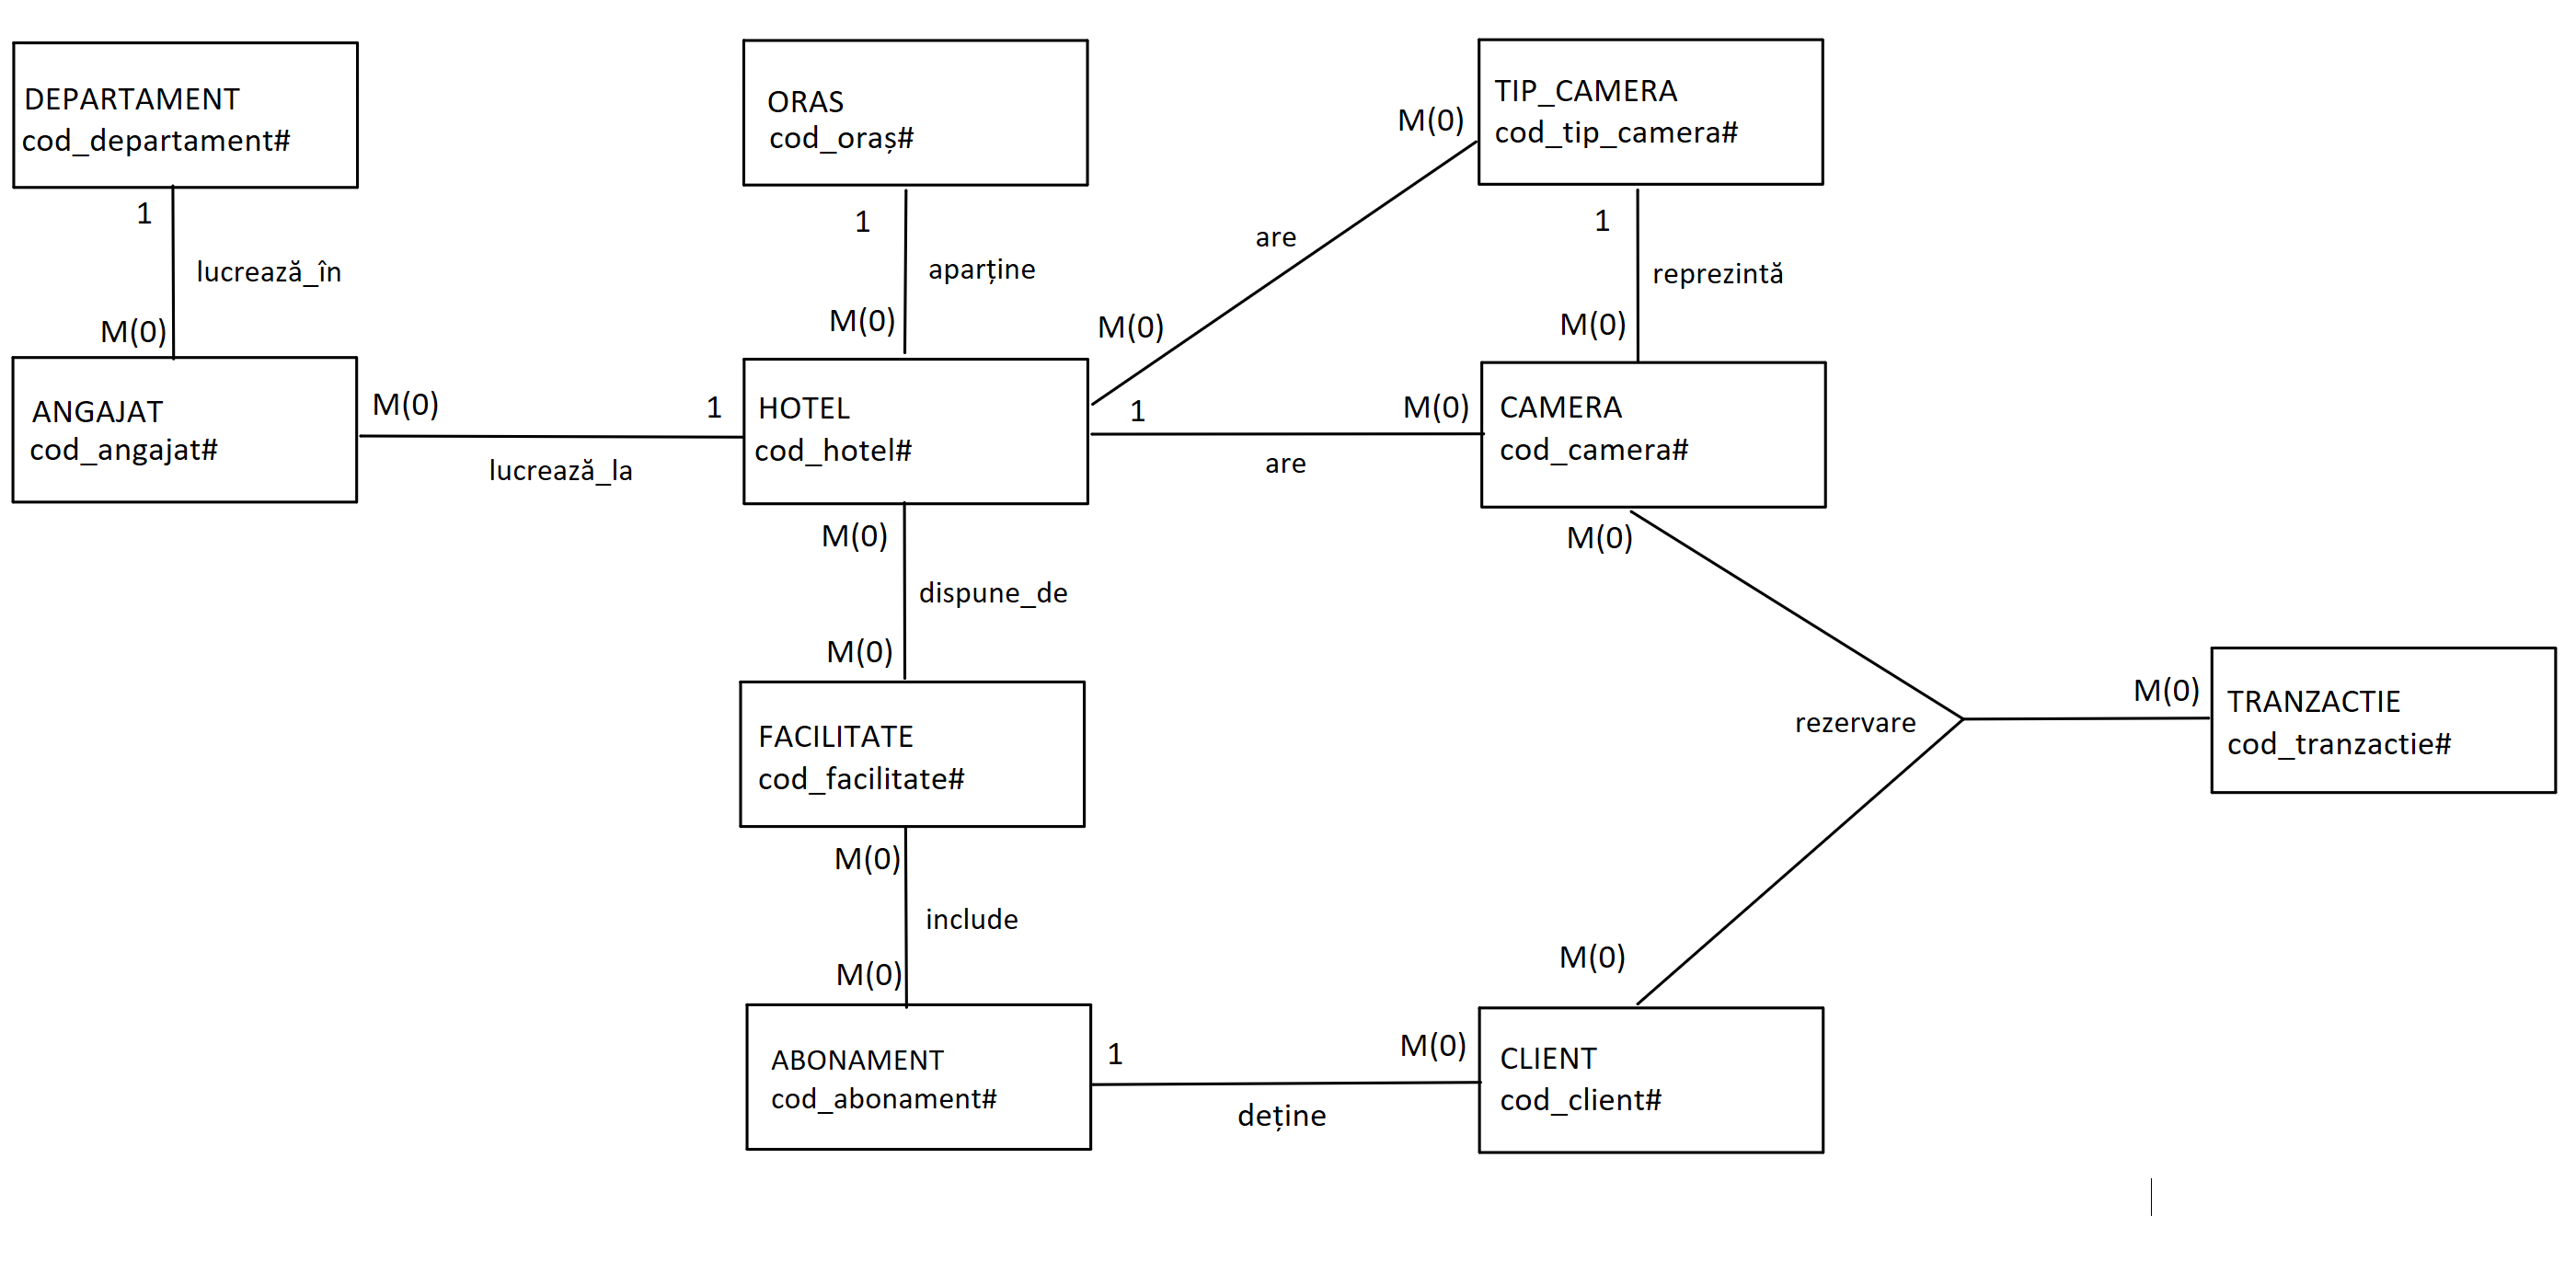 DEPARTAMENT
cod_departament#
ORAS
cod_oraș#
TIP_CAMERA
cod_tip_camera#
M(0)
1
1
1
are
lucrează_în
aparține
reprezintă
M(0)
M(0)
M(0)
M(0)
ANGAJAT
cod_angajat#
M(0)
1
lucrează_la
HOTEL
cod_hotel#
1
M(0)
are
CAMERA
cod_camera#
M(0)
M(0)
dispune_de
M(0)
FACILITATE
cod_facilitate#
rezervare
M(0)
TRANZACTIE
cod_tranzactie#
M(0)
include
M(0)
M(0)
ABONAMENT
cod_abonament#
1
M(0)
deține
CLIENT
cod_client#